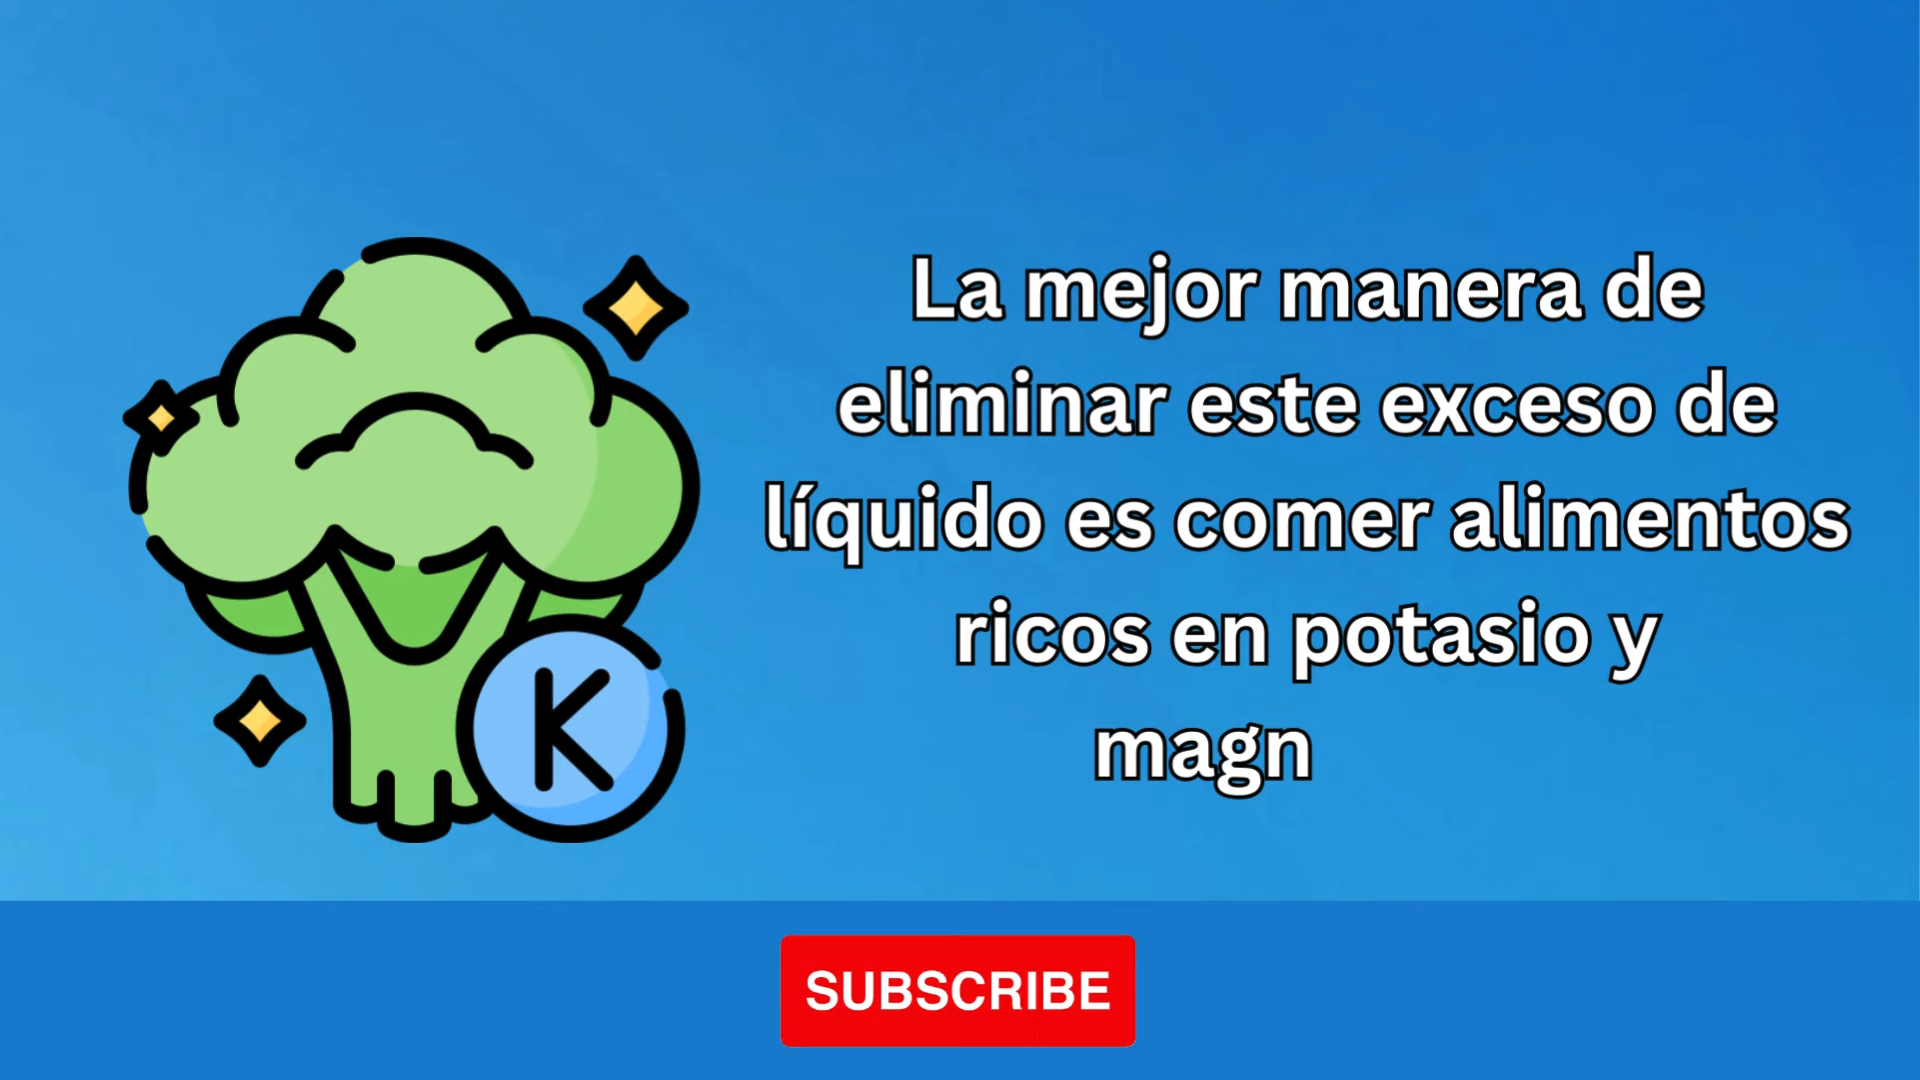 La mejor manera de
eliminar este exceso de
líquido es comer alimentos
ricos en potasio y
magn
K
SUBSCRIBE